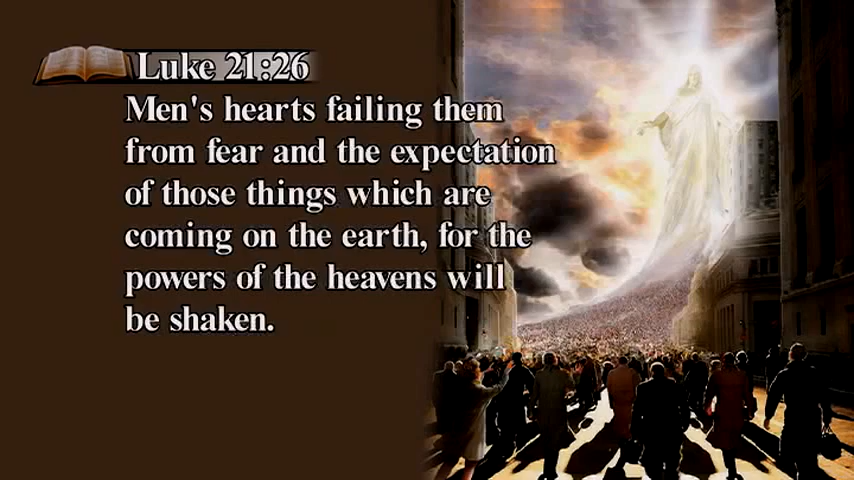 Luke 21:26
Men's hearts failing them
from fear and the expectation
of those things which are
coming on the earth, for the
powers of the heavens will
be shaken.